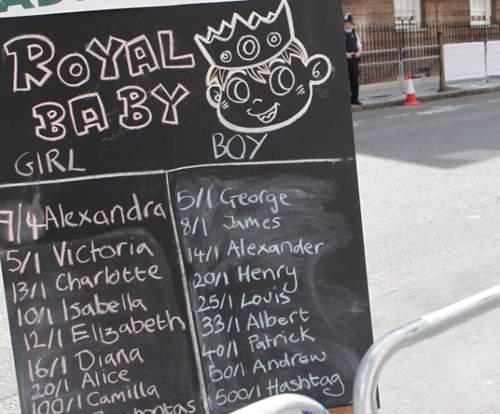 ROYAL
BABY
GIRL
9/4 Alexandra
5/1 Victoria
13/1 Charlotte
10/1 Isabella
12/1 Elizabeth
16/1 Diana
20/1 Alice
100/1 Camilla
BOY
5/1 George
8/1 James
14/1 Alexander
20/1 Henry
25/1 Louis
33/1 Albert
40/1 Patrick
50/1 Andrew
500/1 Hashtag